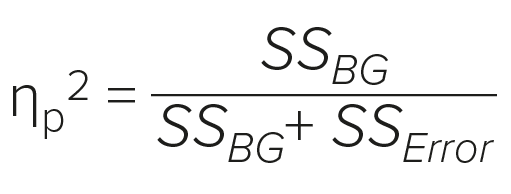 ηp² = SSBG / SSBG + SSError